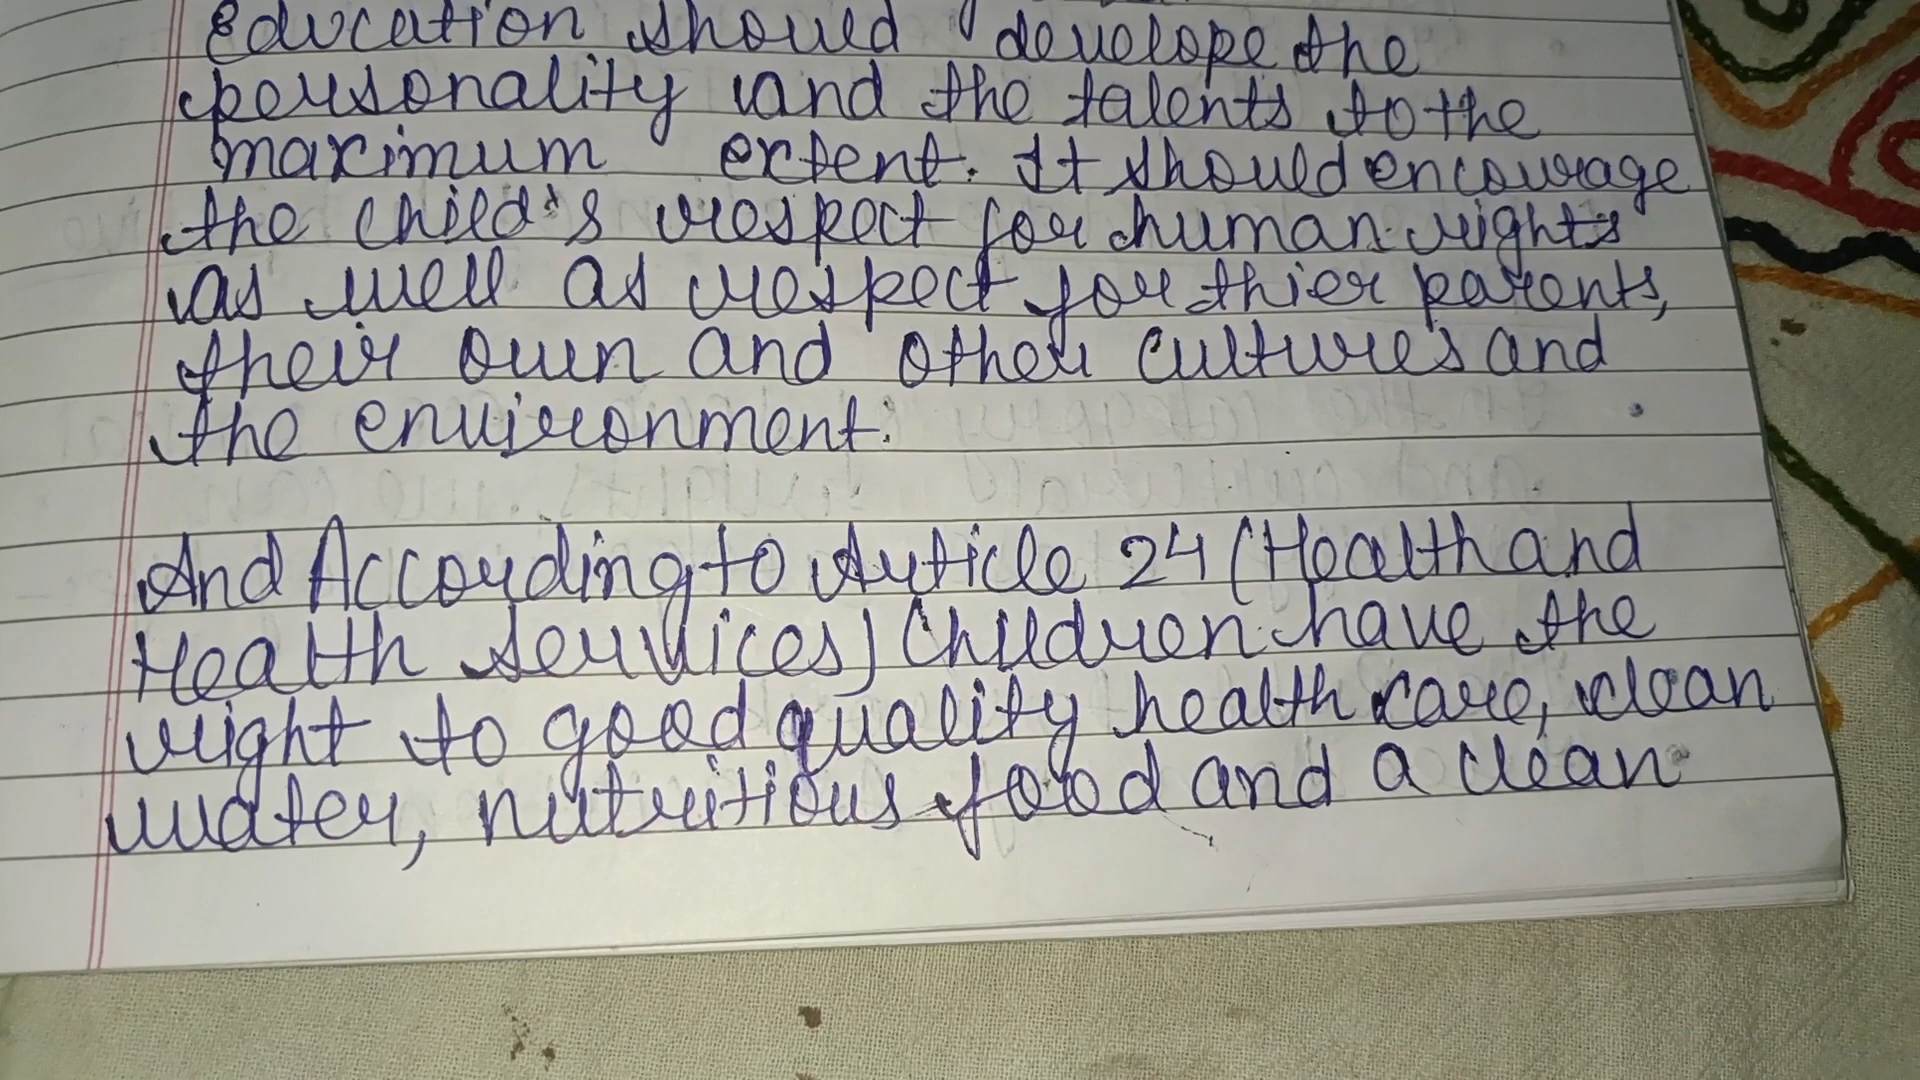 Education should develope the
personality and the talents to the
maximum extent. It should encourage
the child's respect for human rights
as well as respect for thier parents,
their own and other cultures and
the environment.
And According to Article 24 (Health and
Health Services) Children have the
right to good quality health care, clean
water, nutritious food and a clean